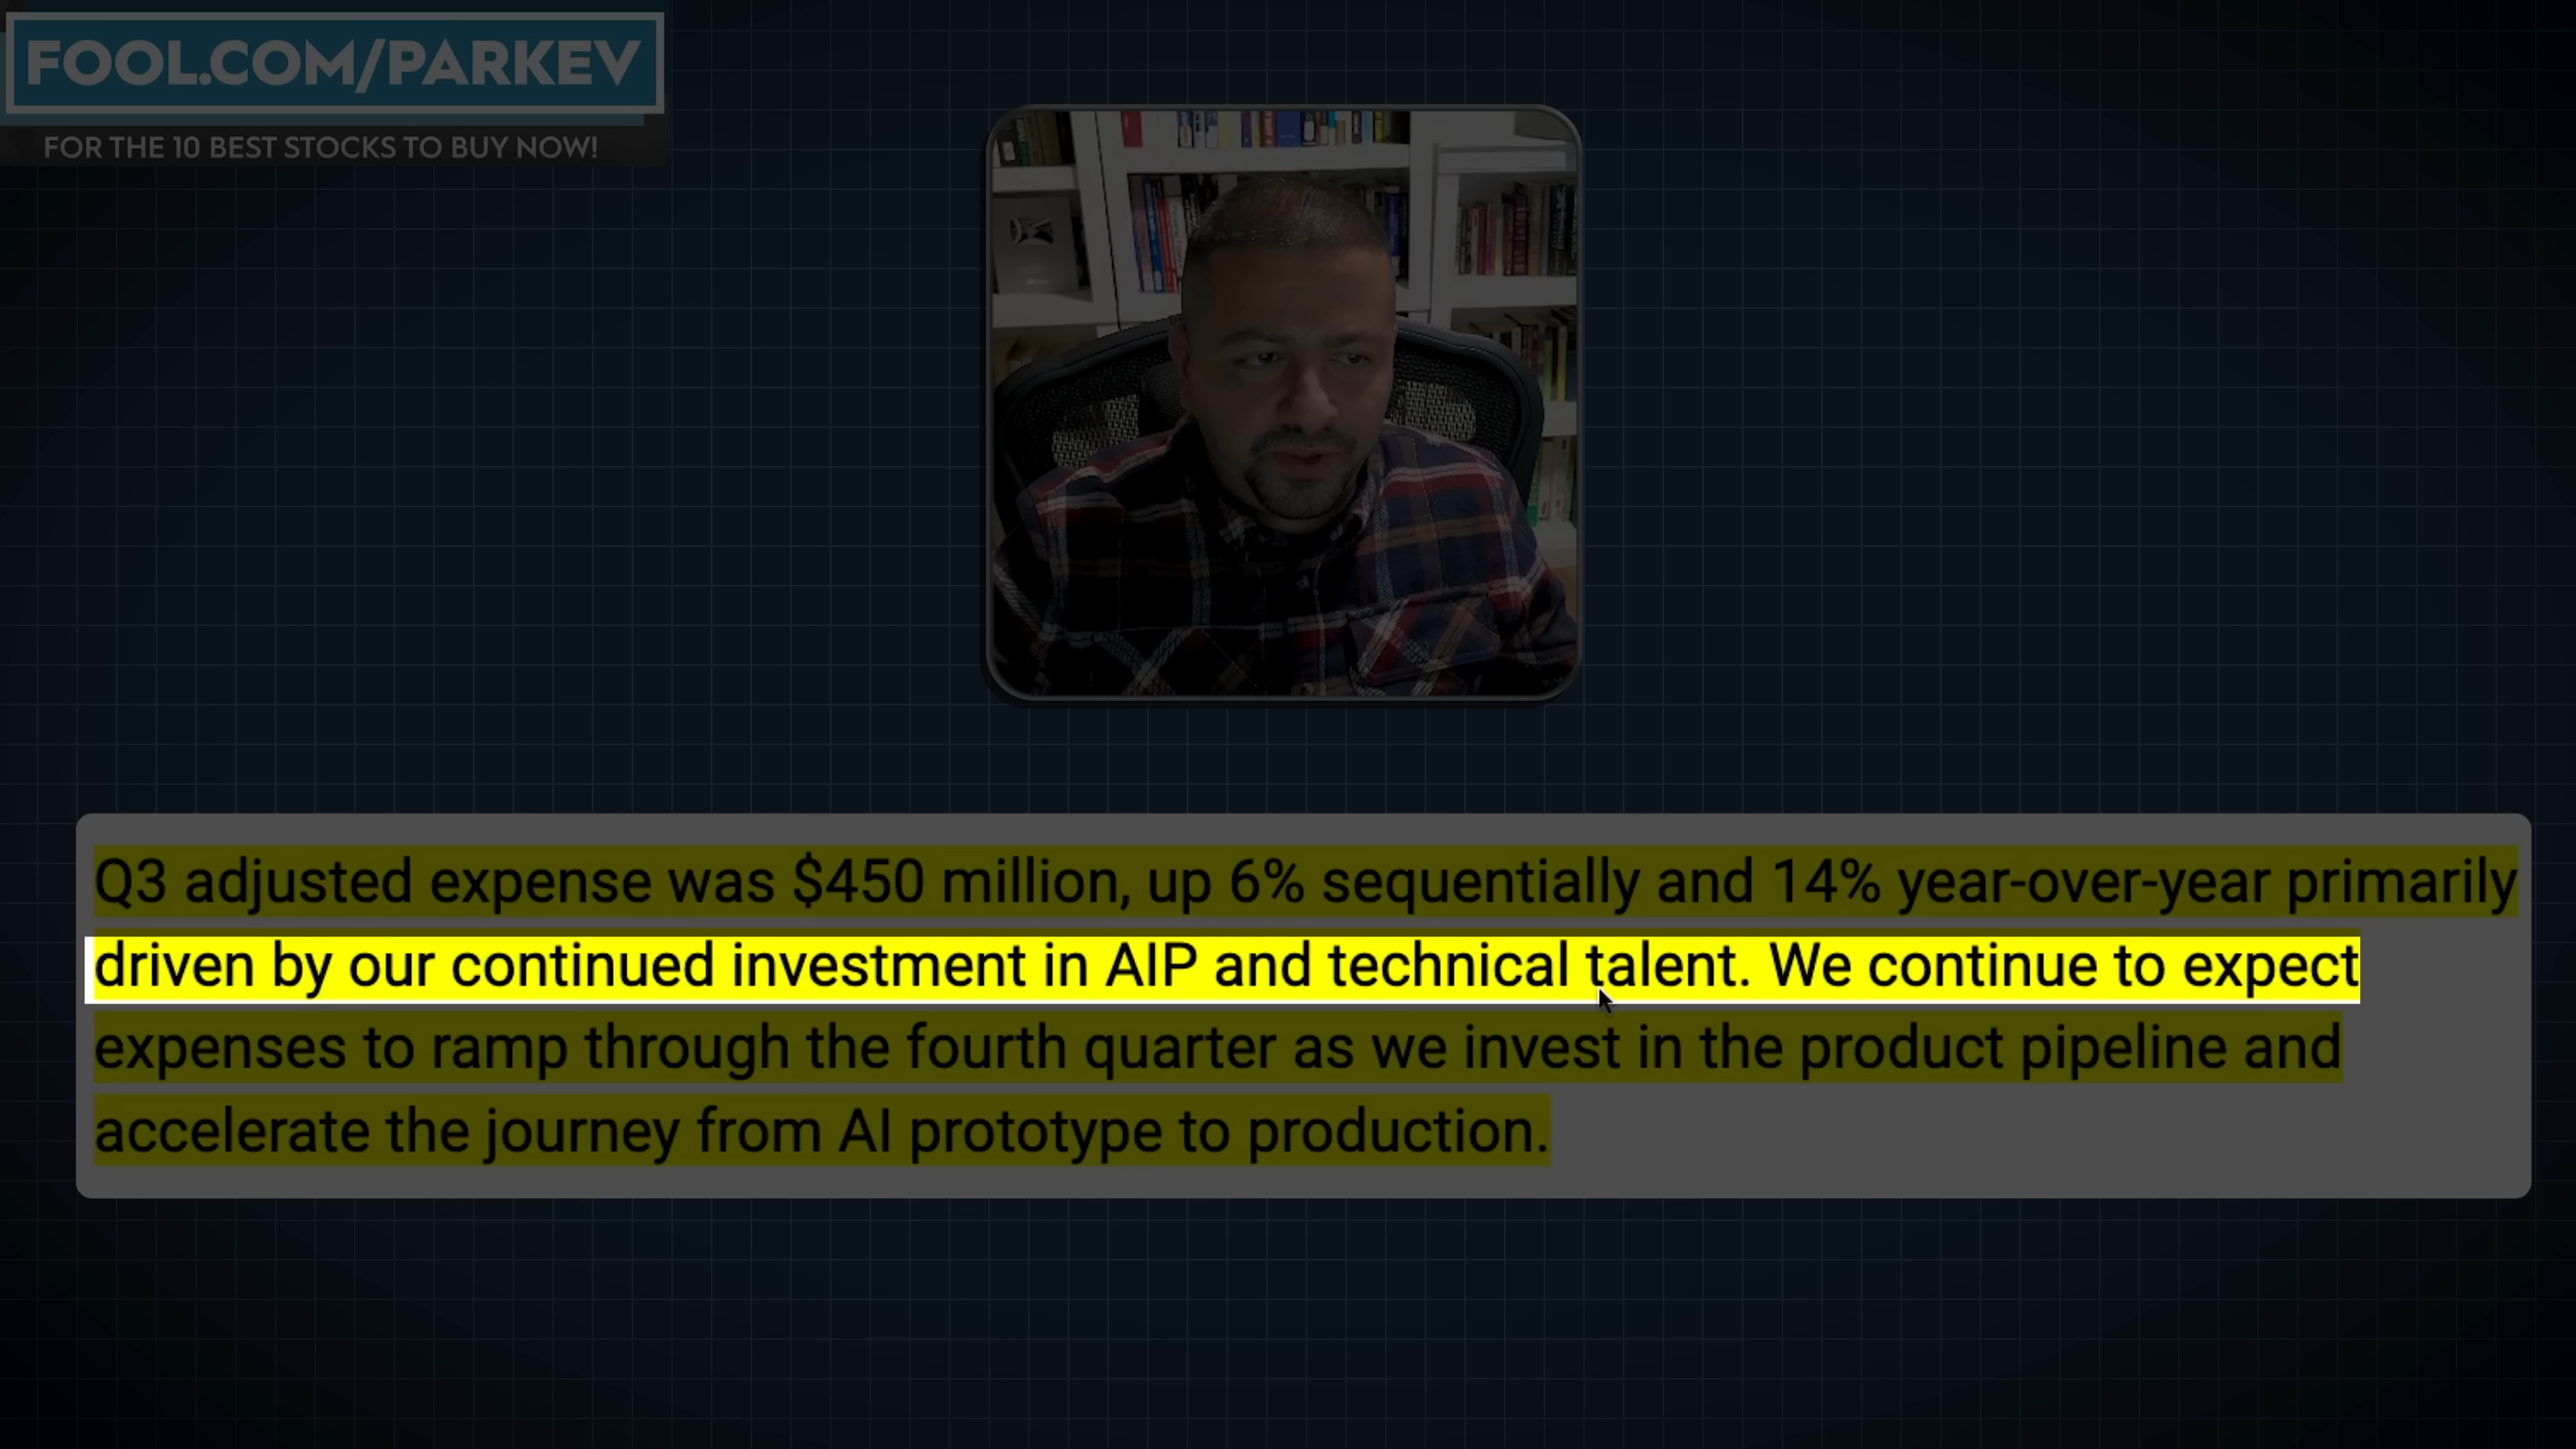 FOOL.COM/PARKEV
FOR THE 10 BEST STOCKS TO BUY NOW!
Q3 adjusted expense was $450 million, up 6% sequentially and 14% year-over-year primarily
driven by our continued investment in AIP and technical talent. We continue to expect
expenses to ramp through the fourth quarter as we invest in the product pipeline and
accelerate the journey from AI prototype to production.